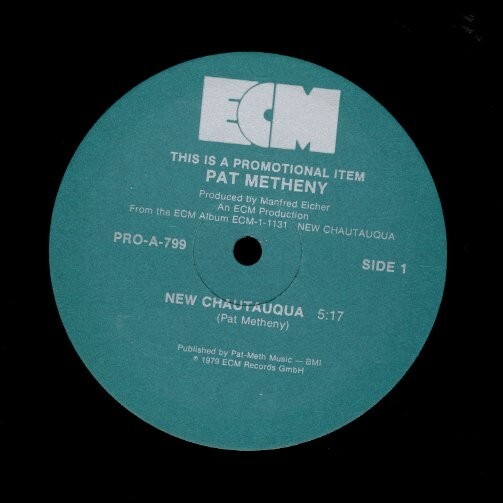 ECM
THIS IS A PROMOTIONAL ITEM
PAT METHENY
Produced by Manfred Eicher
An ECM Production
From the ECM Album ECM-1-1131 NEW CHAUTAUQUA
PRO-A-799
SIDE 1
NEW CHAUTAUQUA 5:17
(Pat Metheny)
Published by Pat-Meth Music — BMI
℗ 1979 ECM Records GmbH